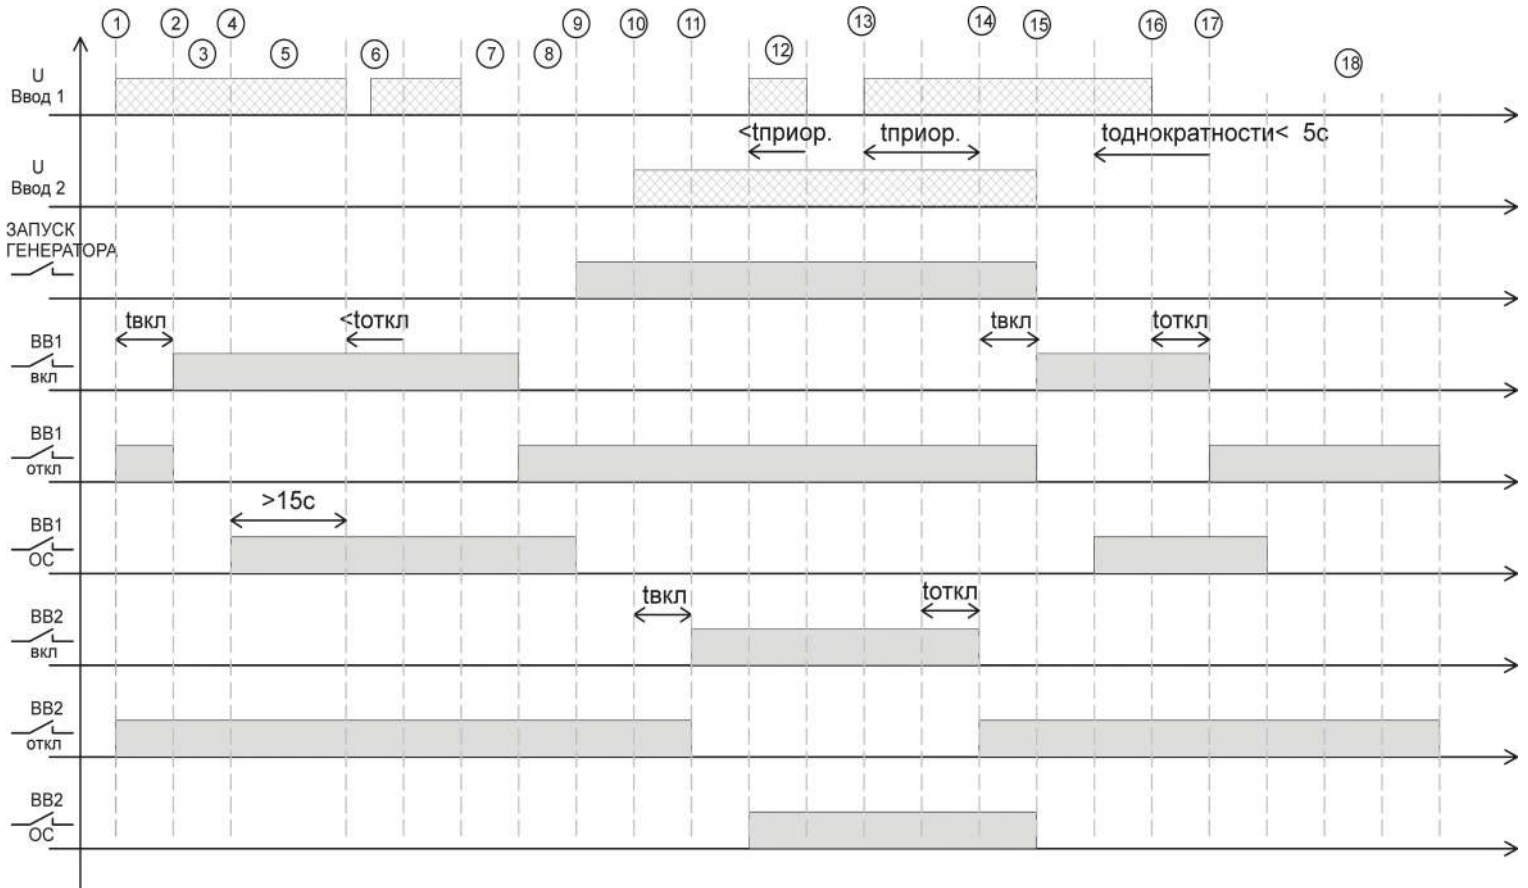 1 2 4 9 10 11 13 14 15 16 17
3 5 6 7 8 12 18
U
Ввод 1
<tприор. tприор. tоднократности< 5с
U
Ввод 2
ЗАПУСК
ГЕНЕРАТОРА
tвкл <tоткл tвкл tоткл
ВВ1
вкл
ВВ1
откл
>15с
ВВ1
ОС
tвкл tоткл
ВВ2
вкл
ВВ2
откл
ВВ2
ОС